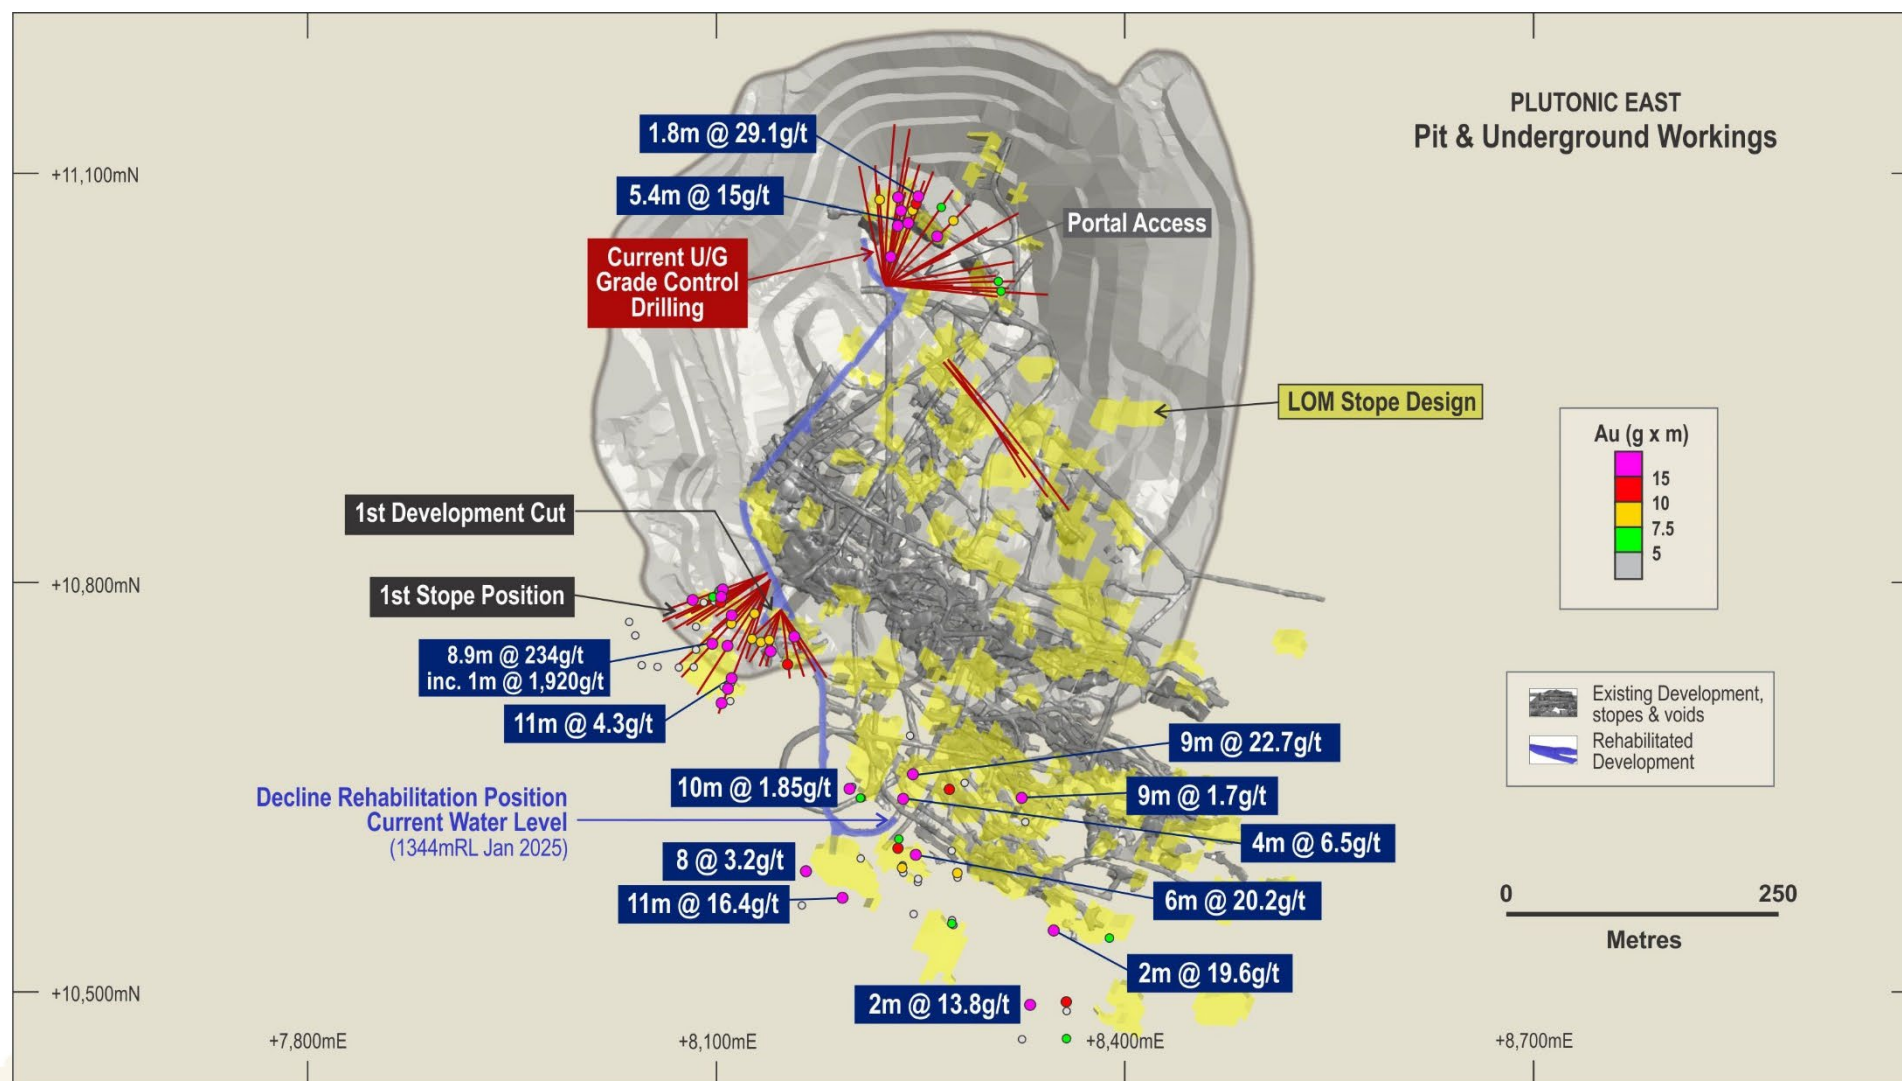 PLUTONIC EAST
Pit & Underground Workings
1.8m @ 29.1g/t
+11,100mN
5.4m @ 15g/t
Portal Access
Current U/G
Grade Control
Drilling
LOM Stope Design
Au (g x m)
15
10
7.5
5
1st Development Cut
+10,800mN
1st Stope Position
8.9m @ 234g/t
inc. 1m @ 1,920g/t
11m @ 4.3g/t
Existing Development,
stopes & voids
Rehabilitated
Development
9m @ 22.7g/t
10m @ 1.85g/t
9m @ 1.7g/t
Decline Rehabilitation Position
Current Water Level
(1344mRL Jan 2025)
4m @ 6.5g/t
8 @ 3.2g/t
11m @ 16.4g/t
6m @ 20.2g/t
0
250
Metres
2m @ 19.6g/t
+10,500mN
2m @ 13.8g/t
+7,800mE
+8,100mE
+8,400mE
+8,700mE